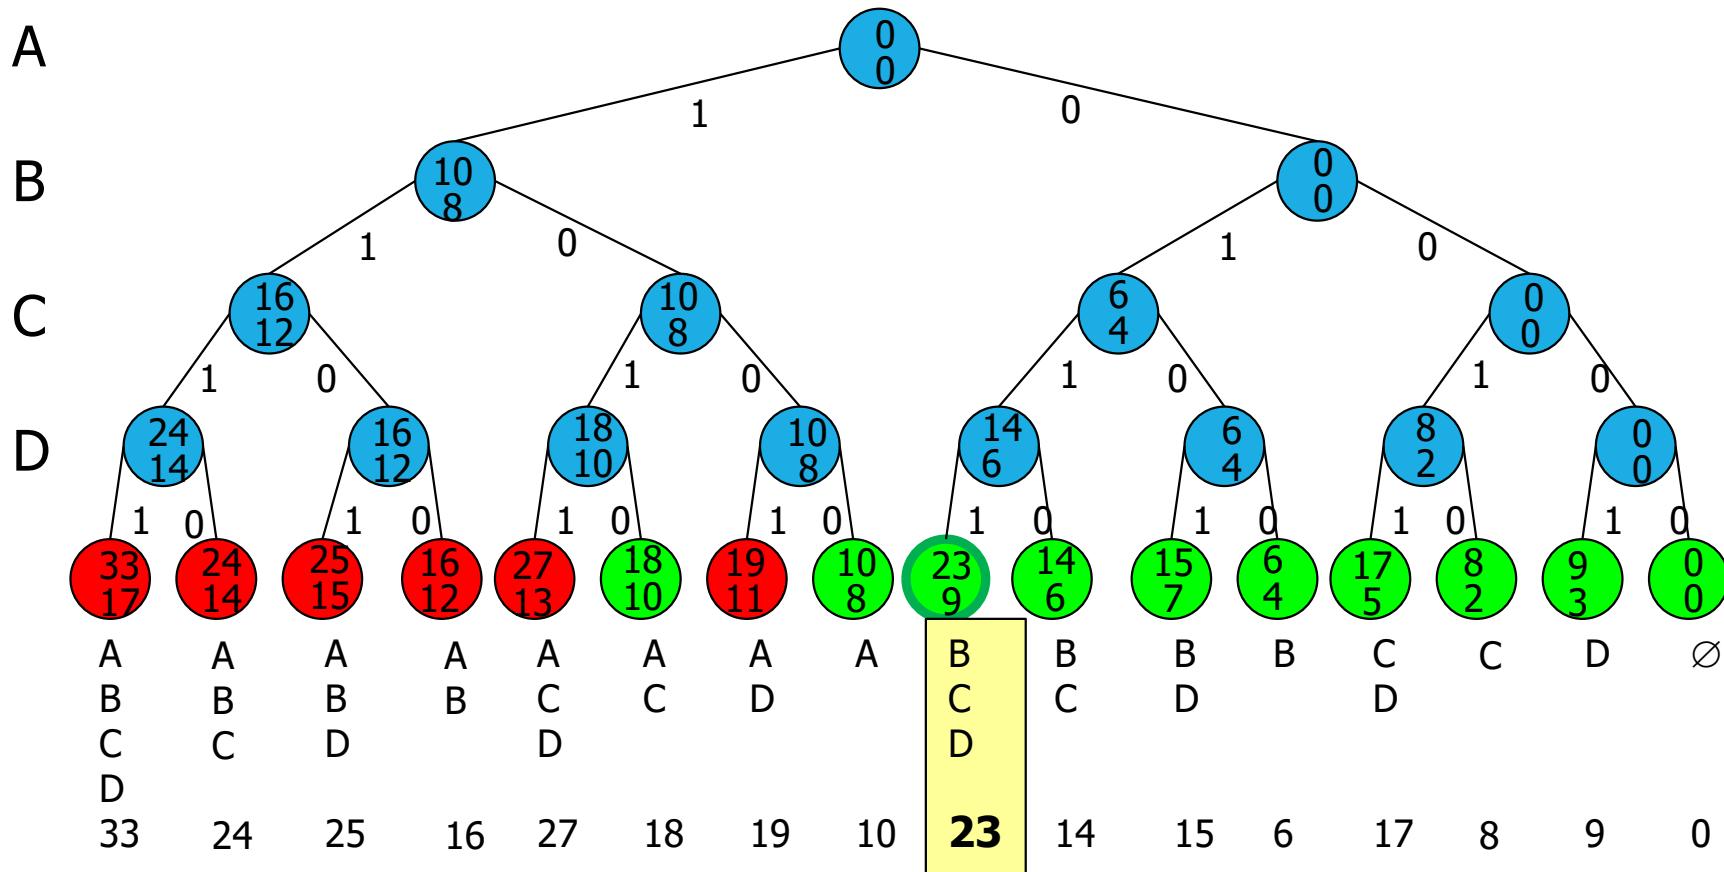 A
0
0
1 0
B
10 0
8 0
1 0 1 0
C
16 10 6 0
12 8 4 0
1 0 1 0 1 0 1 0
D
24 16 18 10 14 6 8 0
14 12 10 8 6 4 2 0
1 0 1 0 1 0 1 0 1 0 1 0 1 0 1 0
33 24 25 16 27 18 19 10 23 14 15 6 17 8 9 0
17 14 15 12 13 10 11 8 9 6 7 4 5 2 3 0
A A A A A A A A B B B B C C D ∅
B B B B C C D C C D D
C C D D D
D
33 24 25 16 27 18 19 10 23 14 15 6 17 8 9 0